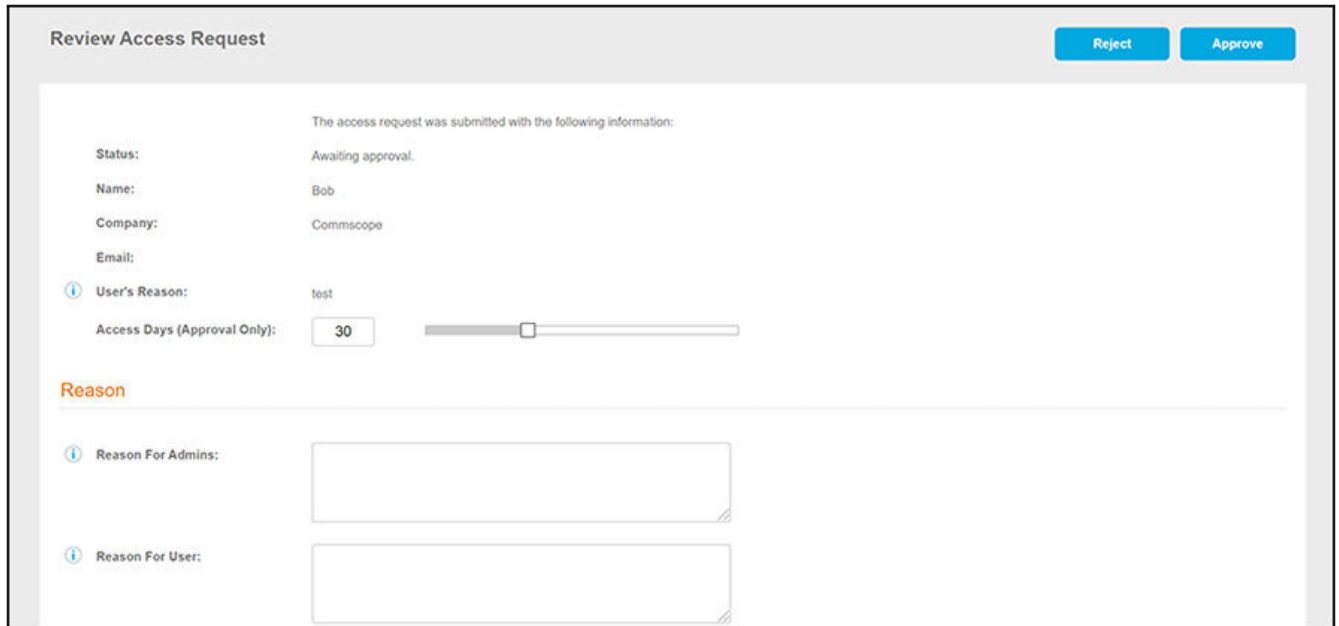 Review Access Request
Reject Approve
The access request was submitted with the following information:
Status: Awaiting approval.
Name: Bob
Company: Commscope
Email:
User's Reason: test
Access Days (Approval Only): 30
Reason
Reason For Admins:
Reason For User: